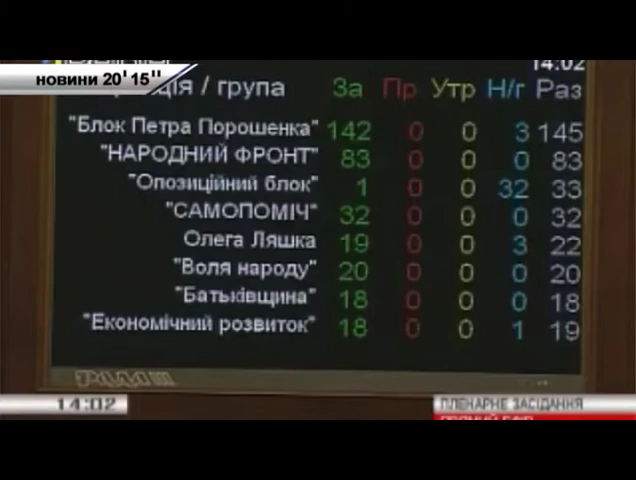 новини 20'15"
14:02
група За Пр Утр Н/г Раз
"Блок Петра Порошенка" 142 0 0 3 145
"НАРОДНИЙ ФРОНТ" 83 0 0 0 83
"Опозиційний блок" 1 0 0 32 33
"САМОПОМІЧ" 32 0 0 0 32
Олега Ляшка 19 0 0 3 22
"Воля народу" 20 0 0 0 20
"Батьківщина" 18 0 0 0 18
"Економічний розвиток" 18 0 0 1 19
14:02
ПЛЕНАРНЕ ЗАСІДАННЯ